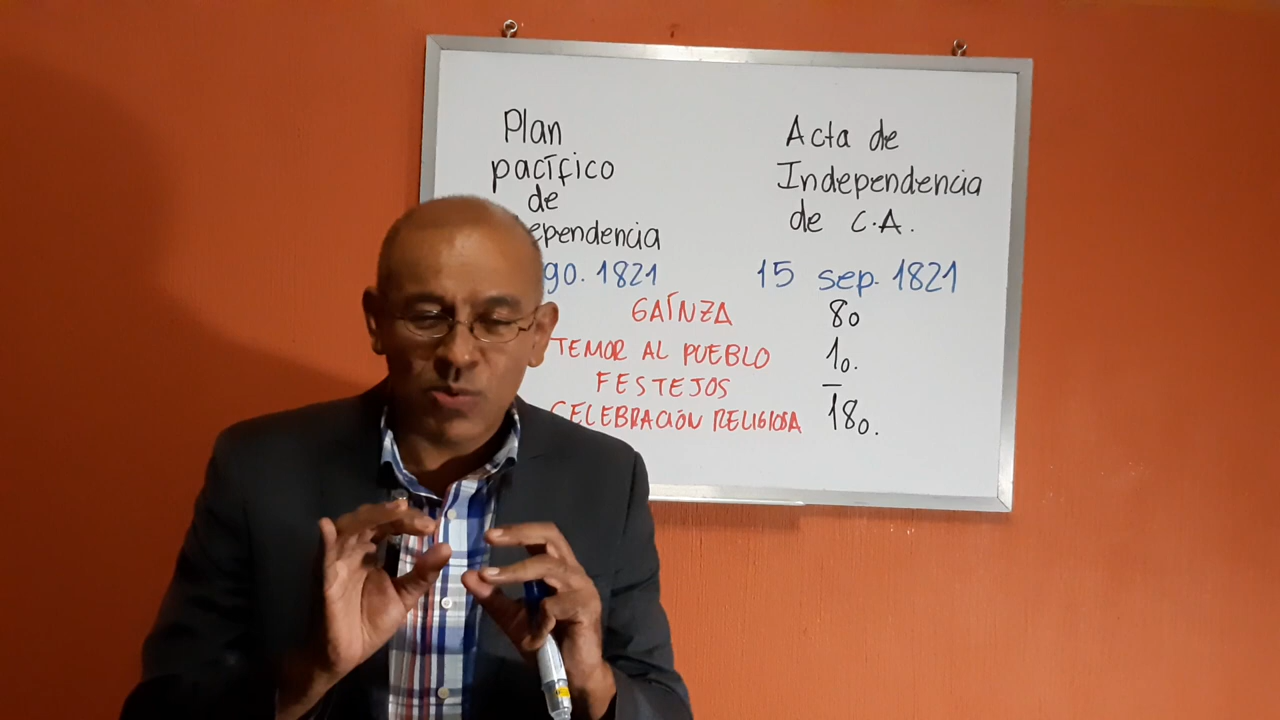 Plan
pacífico
de
ependencia
go. 1821
Acta de
Independencia
de C.A.
15 sep. 1821
GAÍNZA
TEMOR AL PUEBLO
FESTEJOS
CELEBRACIÓN RELIGIOSA
8o
1o.
18o.